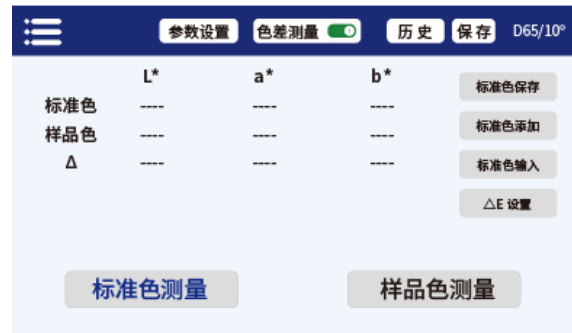 参数设置 色差测量 历史 保存 D65/10°
L* a* b*
标准色 ---- ---- ----
样品色 ---- ---- ----
Δ ---- ---- ----
标准色保存
标准色添加
标准色输入
△E 设置
标准色测量 样品色测量